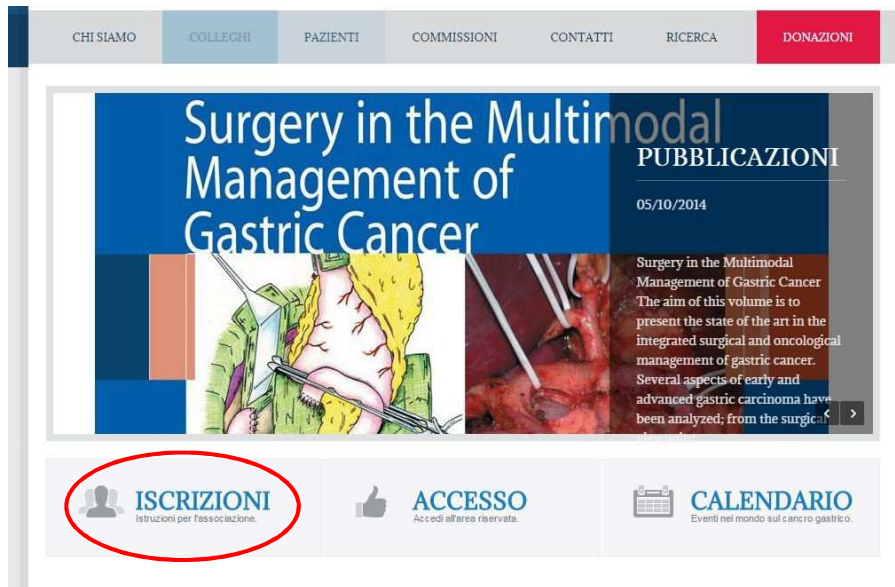 CHI SIAMO COLLEGHI PAZIENTI COMMISSIONI CONTATTI RICERCA DONAZIONI
Surgery in the Multimodal
Management of
Gastric Cancer
PUBBLICAZIONI
05/10/2014
Surgery in the Multimodal
Management of Gastric Cancer
The aim of this volume is to
present the state of the art in the
integrated surgical and oncological
management of gastric cancer.
Several aspects of early and
advanced gastric carcinoma have
been analyzed; from the surgical
ISCRIZIONI
Istruzioni per l'associazione.
ACCESSO
Accedi all'area riservata.
CALENDARIO
Eventi nel mondo sul cancro gastrico.